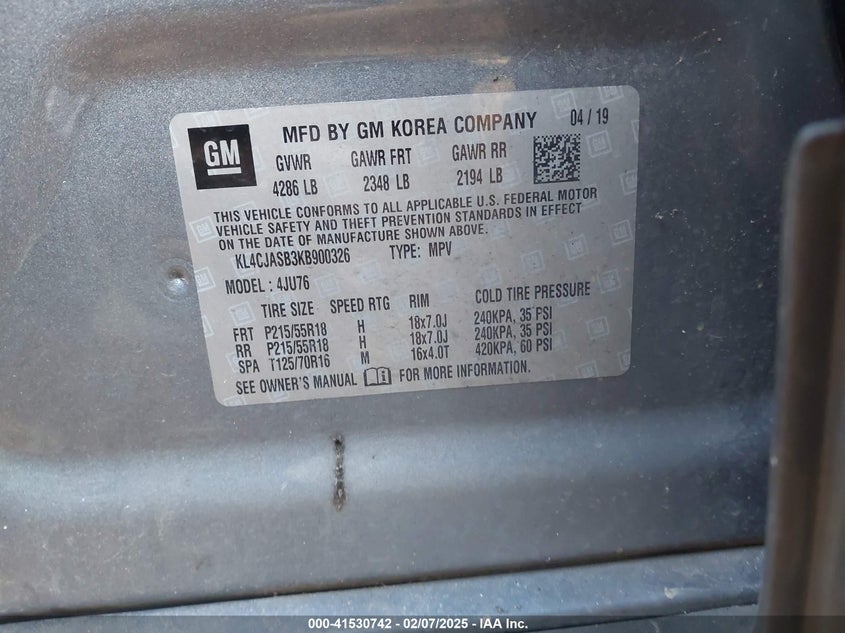 GM
MFD BY GM KOREA COMPANY 04 / 19
GVWR GAWR FRT GAWR RR
4286 LB 2348 LB 2194 LB
THIS VEHICLE CONFORMS TO ALL APPLICABLE U.S. FEDERAL MOTOR
VEHICLE SAFETY AND THEFT PREVENTION STANDARDS IN EFFECT
ON THE DATE OF MANUFACTURE SHOWN ABOVE.
KL4CJASB3KB900326 TYPE: MPV
MODEL : 4JU76
TIRE SIZE SPEED RTG RIM COLD TIRE PRESSURE
FRT P215/55R18 H 18x7.0J 240KPA, 35 PSI
RR P215/55R18 H 18x7.0J 240KPA, 35 PSI
SPA T125/70R16 M 16x4.0T 420KPA, 60 PSI
SEE OWNER'S MANUAL FOR MORE INFORMATION.
000-41530742 / 02/07/2025 - IAA Inc.